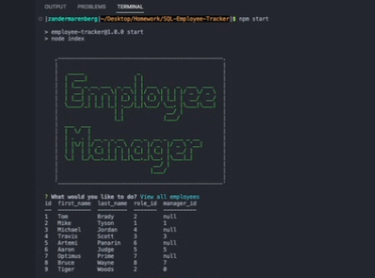 OUTPUT PROBLEMS TERMINAL
[zandermarenberg[~/Desktop/Homework/SQL-Employee-Tracker]$ npm start
> employee-tracker@1.0.0 start
> node index
Employee
Manager
? What would you like to do? View all employees
id first_name last_name role_id manager_id
1 Tom Brady 2 null
2 Mike Tyson 1 1
3 Michael Jordan 4 null
4 Travis Scott 3 3
5 Artemi Panarin 6 null
6 Aaron Judge 5 5
7 Optimus Prime 7 null
8 Bruce Wayne 8 7
9 Tiger Woods 2 0